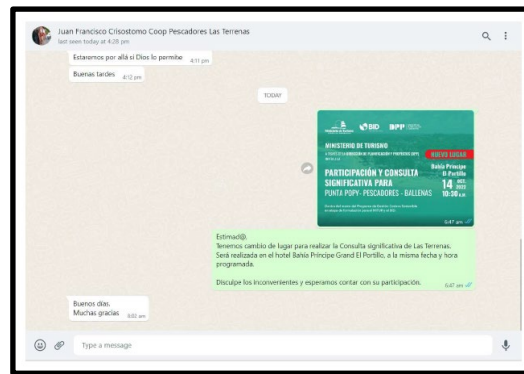 Juan Francisco Crisostomo Coop Pescadores Las Terrenas
last seen today at 4:29 pm
Estaremos por allá si Dios lo permite 4:11 pm
Buenas tardes 4:12 pm
TODAY
BID DPP
MINISTERIO DE TURISMO
NUEVO LUGAR
PARTICIPACIÓN Y CONSULTA
SIGNIFICATIVA PARA
PUNTA POPY- PESCADORES - BALLENAS
Bahía Príncipe
El Portillo
14
10:30 A.M
6:47 am
Estimad@.
Tenemos cambio de lugar para realizar la Consulta significativa de Las Terrenas.
Será realizada en el hotel Bahía Príncipe Grand El Portillo, a la misma fecha y hora
programada.
Disculpe los inconvenientes y esperamos contar con su participación.
6:47 am
Buenos días.
Muchas gracias 8:02 am
Type a message